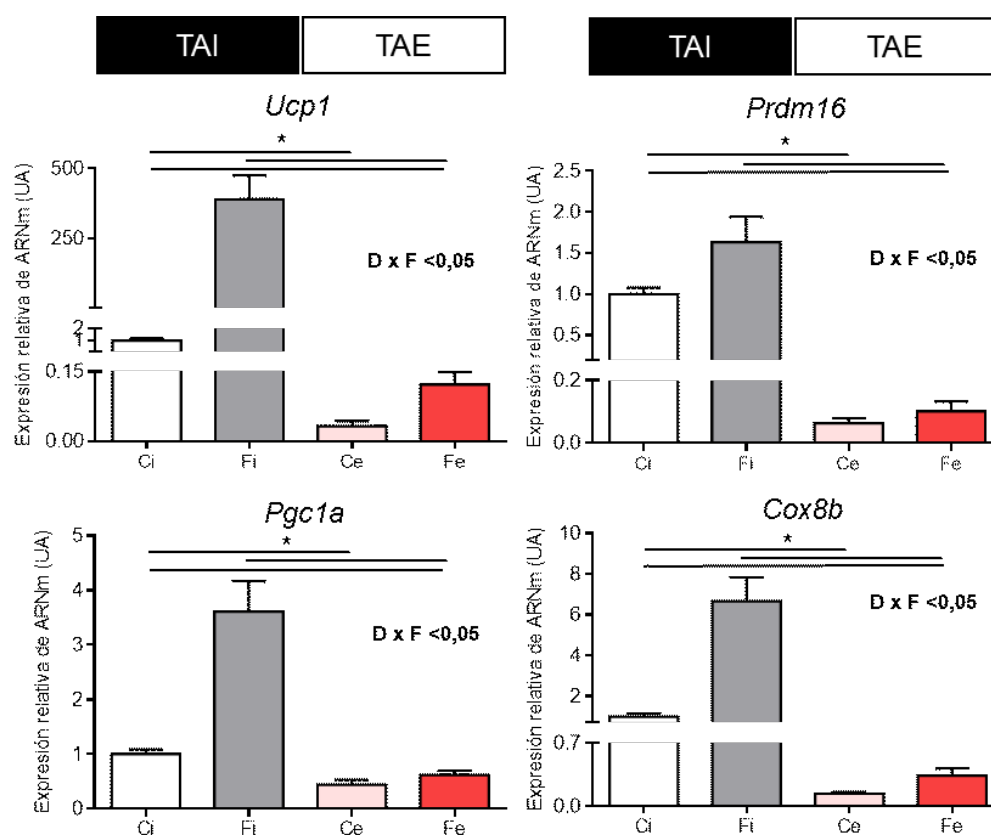 TAI TAE TAI TAE
Ucp1
*
Expresión relativa de ARNm (UA)
500
250
2
1
0.15
0.00
D x F <0,05
Ci Fi Ce Fe
Prdm16
*
Expresión relativa de ARNm (UA)
2.5
2.0
1.5
1.0
0.5
0.2
0.0
D x F <0,05
Ci Fi Ce Fe
Pgc1a
*
Expresión relativa de ARNm (UA)
5
4
3
2
1
0
D x F <0,05
Ci Fi Ce Fe
Cox8b
*
Expresión relativa de ARNm (UA)
10
8
6
4
2
0.7
0.0
D x F <0,05
Ci Fi Ce Fe